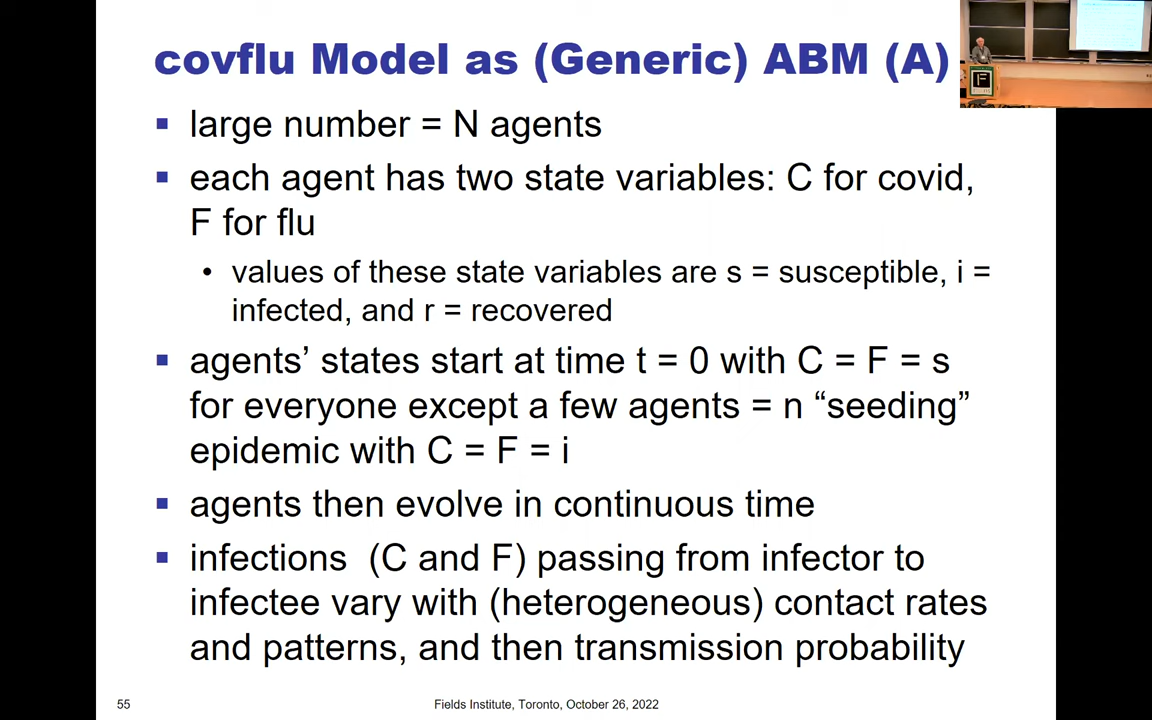 covflu Model as (Generic) ABM (A)
▪ large number = N agents
▪ each agent has two state variables: C for covid,
F for flu
• values of these state variables are s = susceptible, i =
infected, and r = recovered
▪ agents’ states start at time t = 0 with C = F = s
for everyone except a few agents = n “seeding”
epidemic with C = F = i
▪ agents then evolve in continuous time
▪ infections (C and F) passing from infector to
infectee vary with (heterogeneous) contact rates
and patterns, and then transmission probability
55
Fields Institute, Toronto, October 26, 2022
F